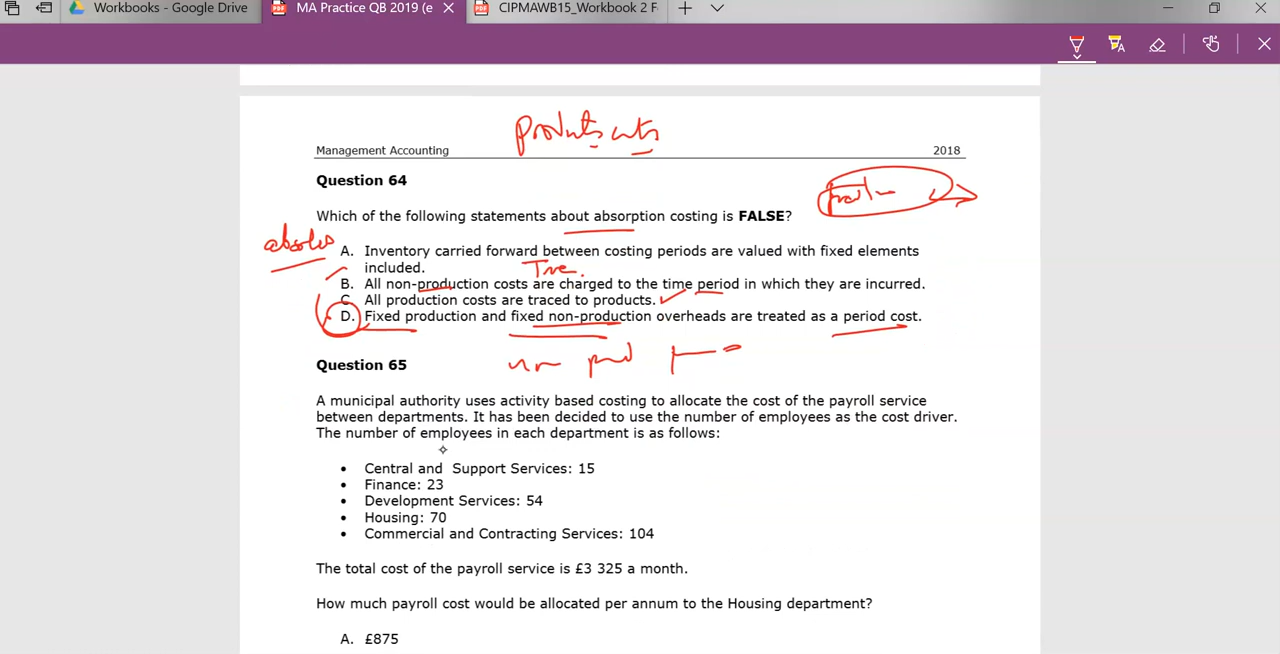 Workbooks - Google Drive
MA Practice QB 2019 (e
CIPMAWB15_Workbook 2 F
Management Accounting 2018
Question 64
Which of the following statements about absorption costing is FALSE?
A. Inventory carried forward between costing periods are valued with fixed elements
included.
True.
B. All non-production costs are charged to the time period in which they are incurred.
C. All production costs are traced to products.
D. Fixed production and fixed non-production overheads are treated as a period cost.
Question 65
A municipal authority uses activity based costing to allocate the cost of the payroll service
between departments. It has been decided to use the number of employees as the cost driver.
The number of employees in each department is as follows:
• Central and Support Services: 15
• Finance: 23
• Development Services: 54
• Housing: 70
• Commercial and Contracting Services: 104
The total cost of the payroll service is £3 325 a month.
How much payroll cost would be allocated per annum to the Housing department?
A. £875